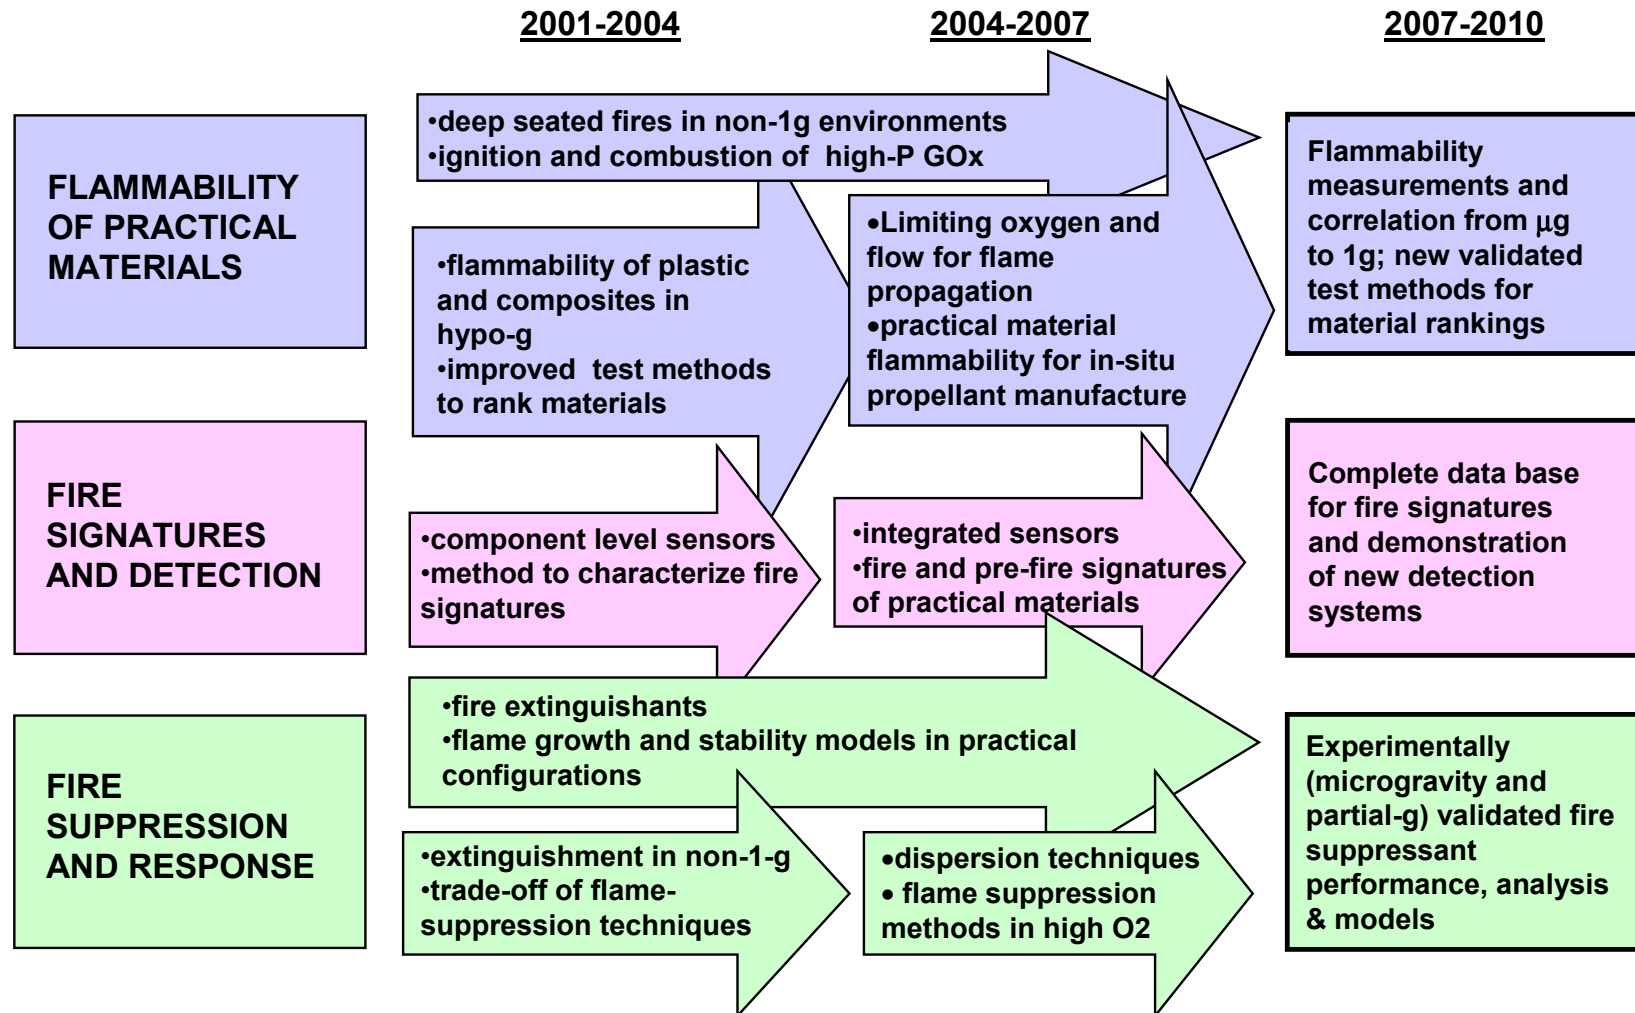 2001-2004
2004-2007
2007-2010
FLAMMABILITY
OF PRACTICAL
MATERIALS
•deep seated fires in non-1g environments
•ignition and combustion of high-P GOx
•flammability of plastic
and composites in
hypo-g
•improved test methods
to rank materials
•Limiting oxygen and
flow for flame
propagation
•practical material
flammability for in-situ
propellant manufacture
Flammability
measurements and
correlation from μg
to 1g; new validated
test methods for
material rankings
FIRE
SIGNATURES
AND DETECTION
•component level sensors
•method to characterize fire
signatures
•integrated sensors
•fire and pre-fire signatures
of practical materials
Complete data base
for fire signatures
and demonstration
of new detection
systems
FIRE
SUPPRESSION
AND RESPONSE
•fire extinguishants
•flame growth and stability models in practical
configurations
•extinguishment in non-1-g
•trade-off of flame-
suppression techniques
•dispersion techniques
• flame suppression
methods in high O2
Experimentally
(microgravity and
partial-g) validated fire
suppressant
performance, analysis
& models